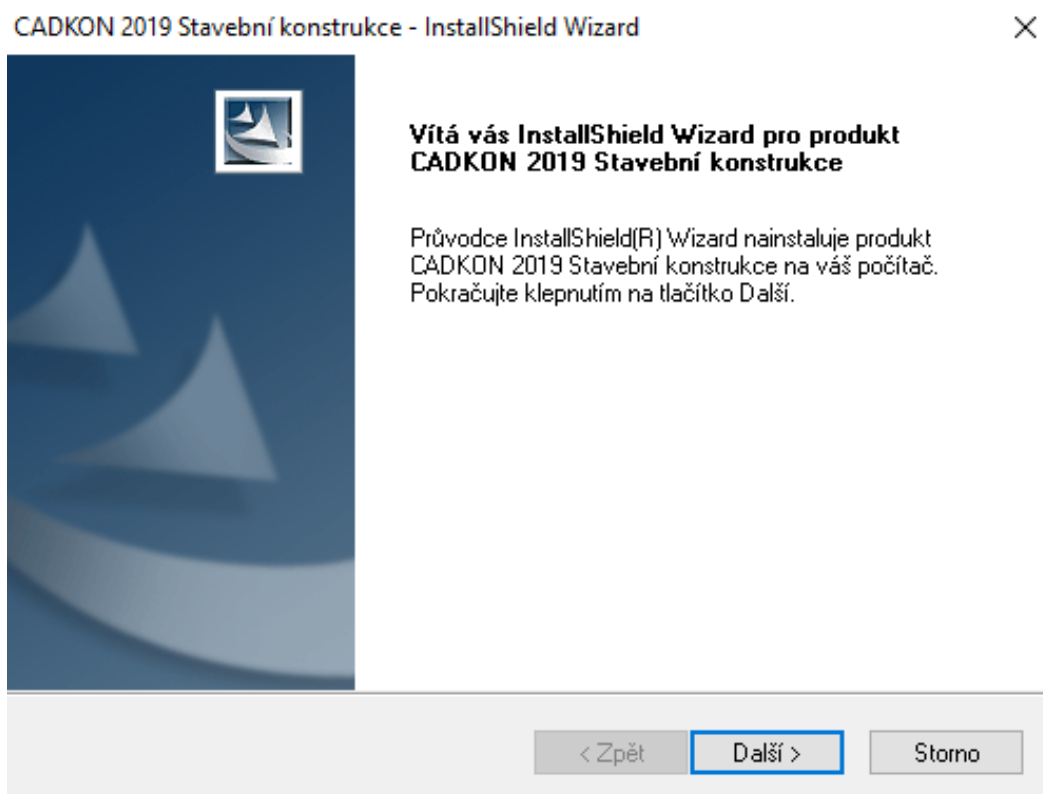 CADKON 2019 Stavební konstrukce - InstallShield Wizard
Vítá vás InstallShield Wizard pro produkt
CADKON 2019 Stavební konstrukce
Průvodce InstallShield(R) Wizard nainstaluje produkt
CADKON 2019 Stavební konstrukce na váš počítač.
Pokračujte klepnutím na tlačítko Další.
< Zpět
Další >
Storno